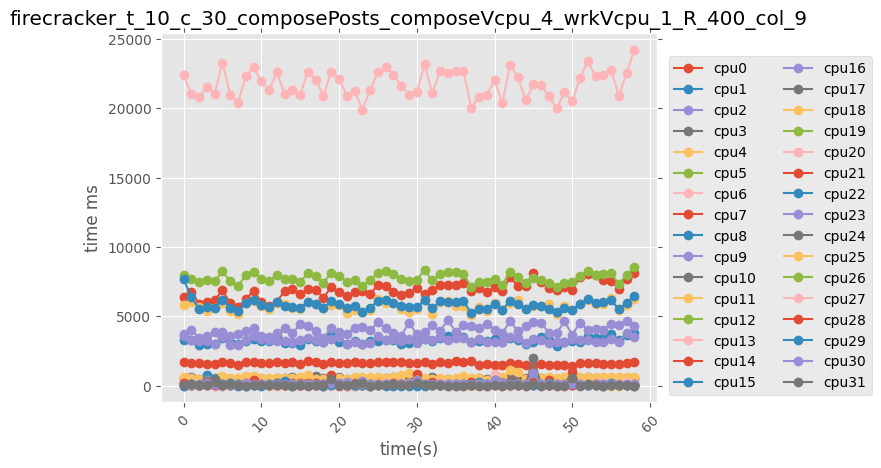 firecracker_t_10_c_30_composePosts_composeVcpu_4_wrkVcpu_1_R_400_col_9
25000
20000
15000
10000
5000
0
time ms
0
10
20
30
40
50
60
time(s)
cpu0
cpu1
cpu2
cpu3
cpu4
cpu5
cpu6
cpu7
cpu8
cpu9
cpu10
cpu11
cpu12
cpu13
cpu14
cpu15
cpu16
cpu17
cpu18
cpu19
cpu20
cpu21
cpu22
cpu23
cpu24
cpu25
cpu26
cpu27
cpu28
cpu29
cpu30
cpu31